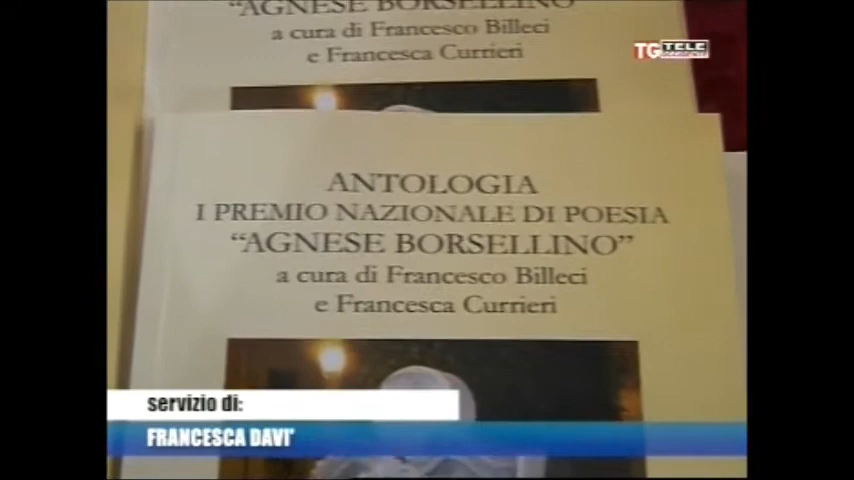 "AGNESE BORSELLINO"
a cura di Francesco Billeci
e Francesca Currieri
TG TELE OCCIDENTE
ANTOLOGIA
I PREMIO NAZIONALE DI POESIA
"AGNESE BORSELLINO"
a cura di Francesco Billeci
e Francesca Currieri
servizio di:
FRANCESCA DAVI'